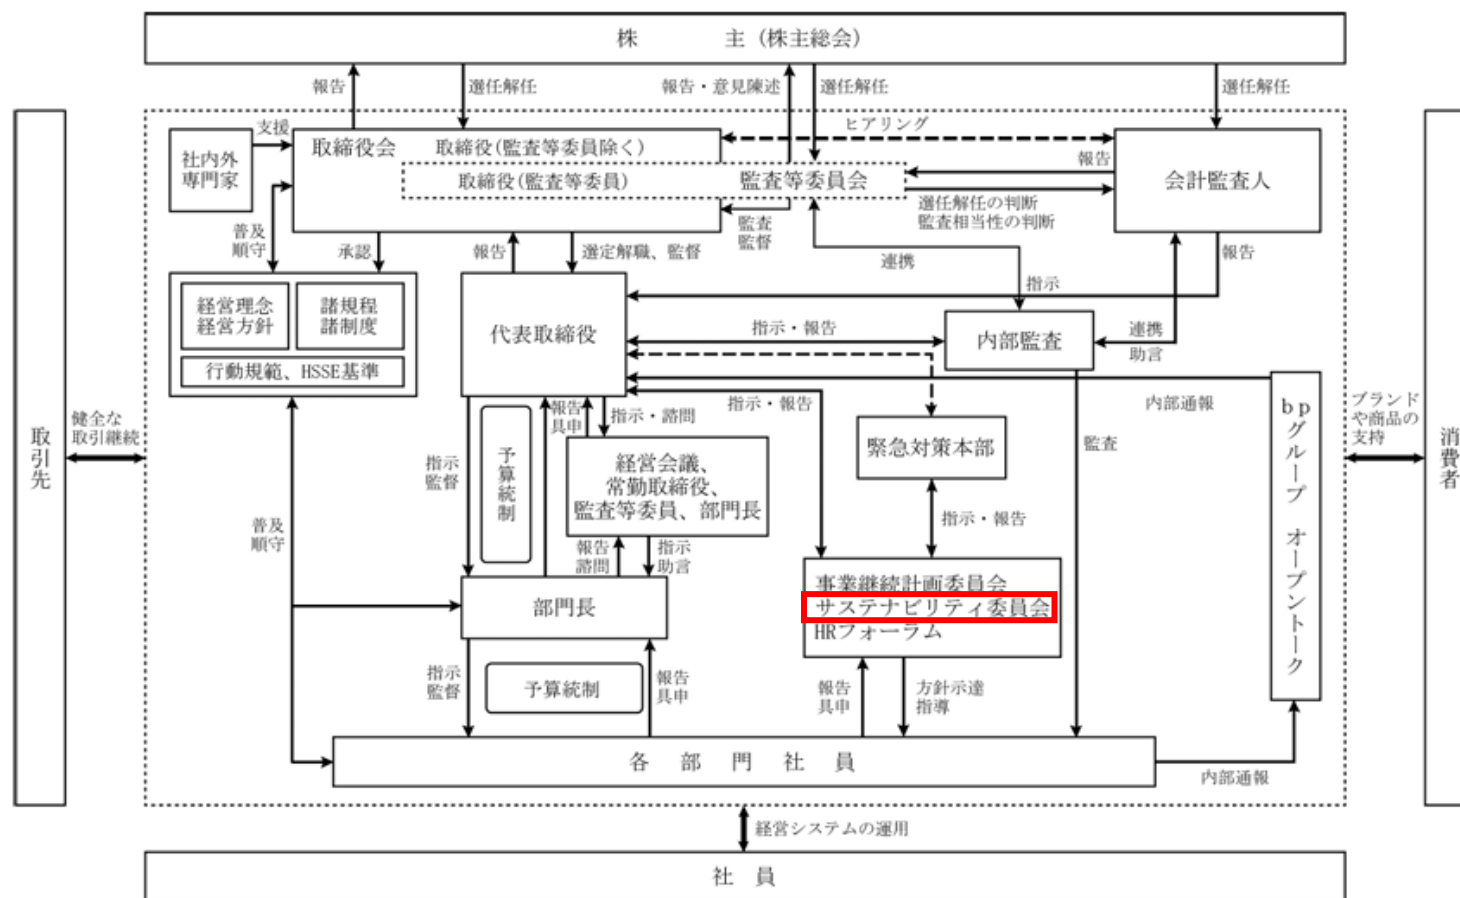 株　主（株主総会）
報告
選任解任
報告・意見陳述
選任解任
選任解任
社内外
専門家
支援
取締役会
取締役(監査等委員除く)
取締役(監査等委員)
監査等委員会
ヒアリング
報告
選任解任の判断
監査相当性の判断
会計監査人
普及
順守
承認
報告
選定解職、監督
監査
監督
連携
指示
報告
経営理念
経営方針
諸規程
諸制度
行動規範、HSSE基準
代表取締役
指示・報告
内部監査
連携
助言
取引先
健全な
取引継続
指示
監督
予算統制
報告
具申
指示・諮問
指示・報告
内部通報
緊急対策本部
監査
bpグループ　オープントーク
ブランド
や商品の
支持
消費者
経営会議、
常勤取締役、
監査等委員、部門長
指示・報告
普及
順守
報告
諮問
指示
助言
部門長
事業継続計画委員会
サステナビリティ委員会
HRフォーラム
指示
監督
予算統制
報告
具申
報告
具申
方針示達
指導
各部門社員
内部通報
経営システムの運用
社員